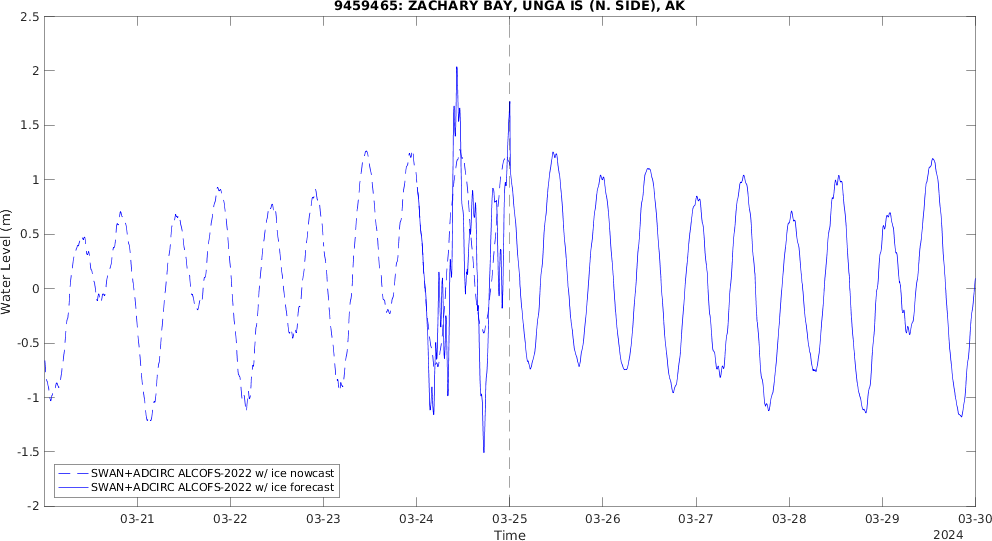 9459465: ZACHARY BAY, UNGA IS (N. SIDE), AK
2.5
2
1.5
1
0.5
0
-0.5
-1
-1.5
-2
Water Level (m)
SWAN+ADCIRC ALCOFS-2022 w/ ice nowcast
SWAN+ADCIRC ALCOFS-2022 w/ ice forecast
03-21 03-22 03-23 03-24 03-25 03-26 03-27 03-28 03-29 03-30
Time
2024